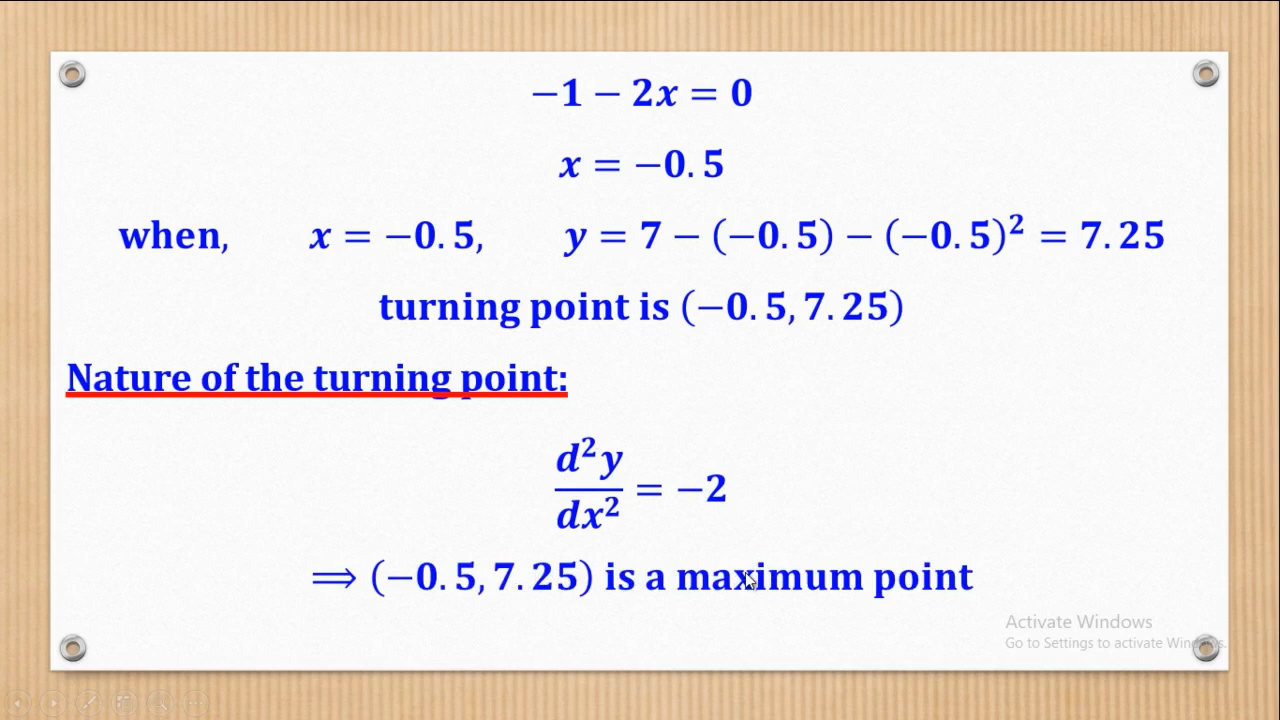 −1 − 2x = 0
x = −0.5
when, x = −0.5, y = 7 − (−0.5) − (−0.5)² = 7.25
turning point is (−0.5, 7.25)
Nature of the turning point:
d²y/dx² = −2
⟹ (−0.5, 7.25) is a maximum point
Activate Windows
Go to Settings to activate Windows.